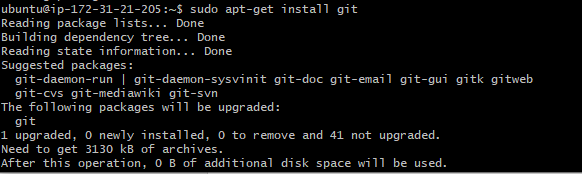 ubuntu@ip-172-31-21-205:~$ sudo apt-get install git
Reading package lists... Done
Building dependency tree... Done
Reading state information... Done
Suggested packages:
  git-daemon-run | git-daemon-sysvinit git-doc git-email git-gui gitk gitweb
  git-cvs git-mediawiki git-svn
The following packages will be upgraded:
  git
1 upgraded, 0 newly installed, 0 to remove and 41 not upgraded.
Need to get 3130 kB of archives.
After this operation, 0 B of additional disk space will be used.